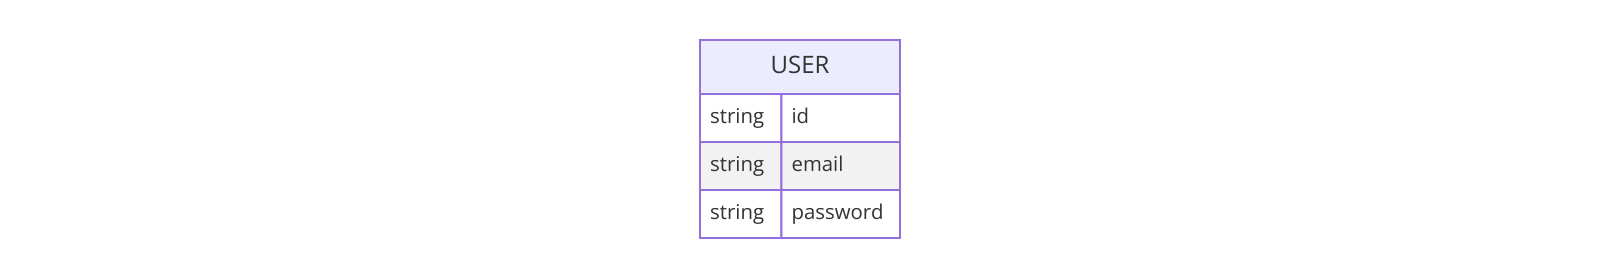 USER
string id
string email
string password